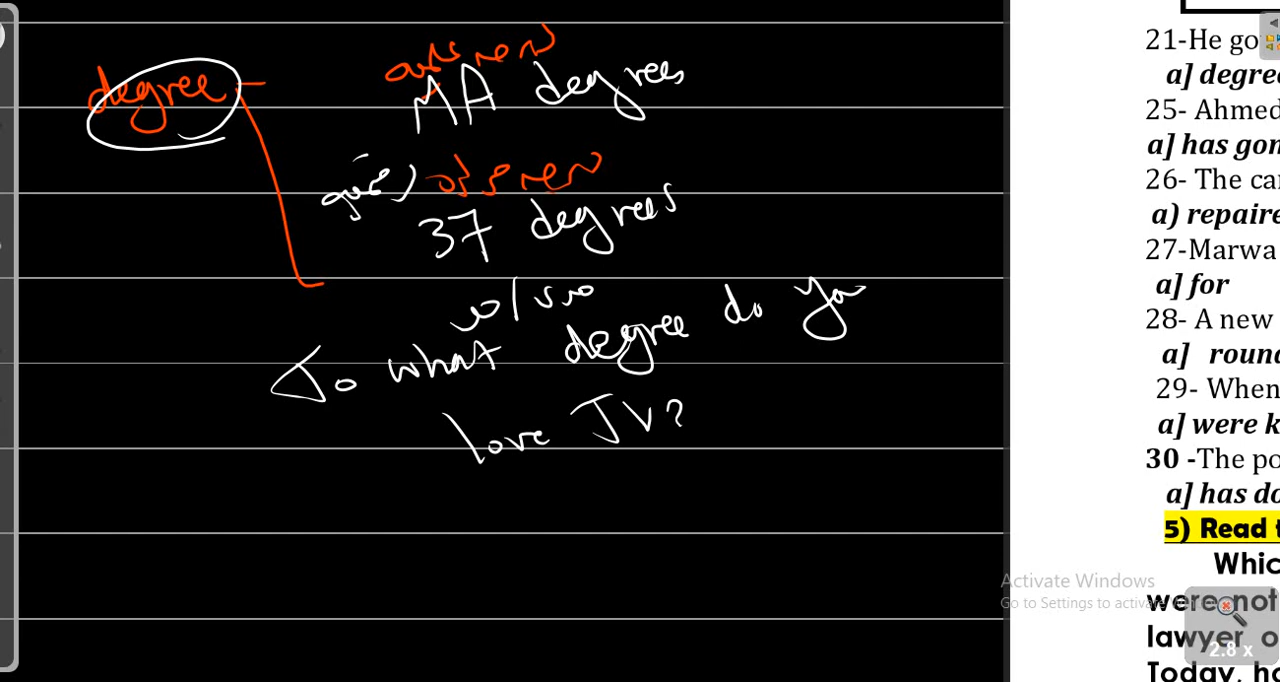 degree
MA degrees
37 degrees
To what degree do you
love TV?
21-He go
a] degree
25- Ahmed
a] has gon
26- The ca
a) repaire
27-Marwa
a] for
28- A new
a] round
29- When
a] were k
30 -The po
a] has do
5) Read t
Whic
were not
lawyer o
Today, ho
Activate Windows
Go to Settings to activate
2.8 x